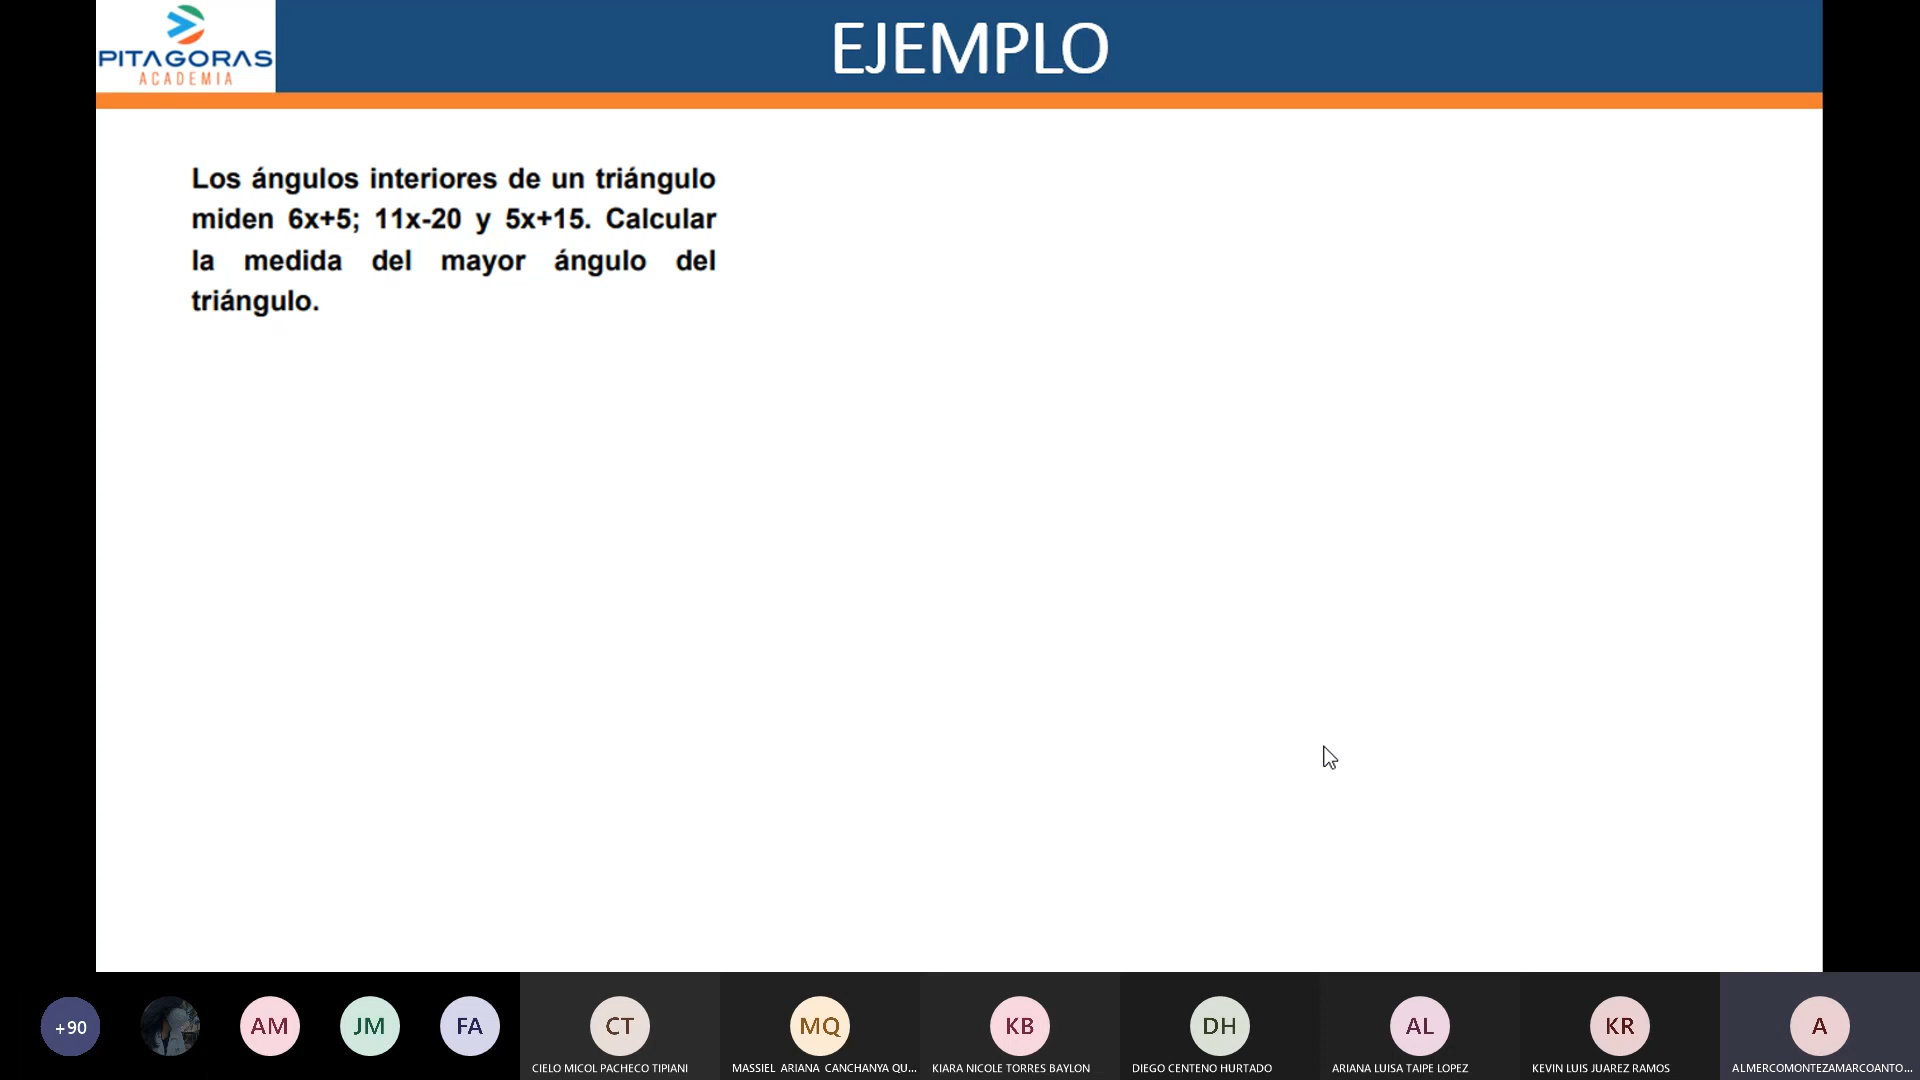 PITAGORAS
ACADEMIA
EJEMPLO
Los ángulos interiores de un triángulo
miden 6x+5; 11x-20 y 5x+15. Calcular
la medida del mayor ángulo del
triángulo.
+90
AM
JM
FA
CT
MQ
KB
DH
AL
KR
A
CIELO MICOL PACHECO TIPIANI
MASSIEL ARIANA CANCHANYA QU...
KIARA NICOLE TORRES BAYLON
DIEGO CENTENO HURTADO
ARIANA LUISA TAIPE LOPEZ
KEVIN LUIS JUAREZ RAMOS
ALMERCOMONTEZAMARCOANTO...